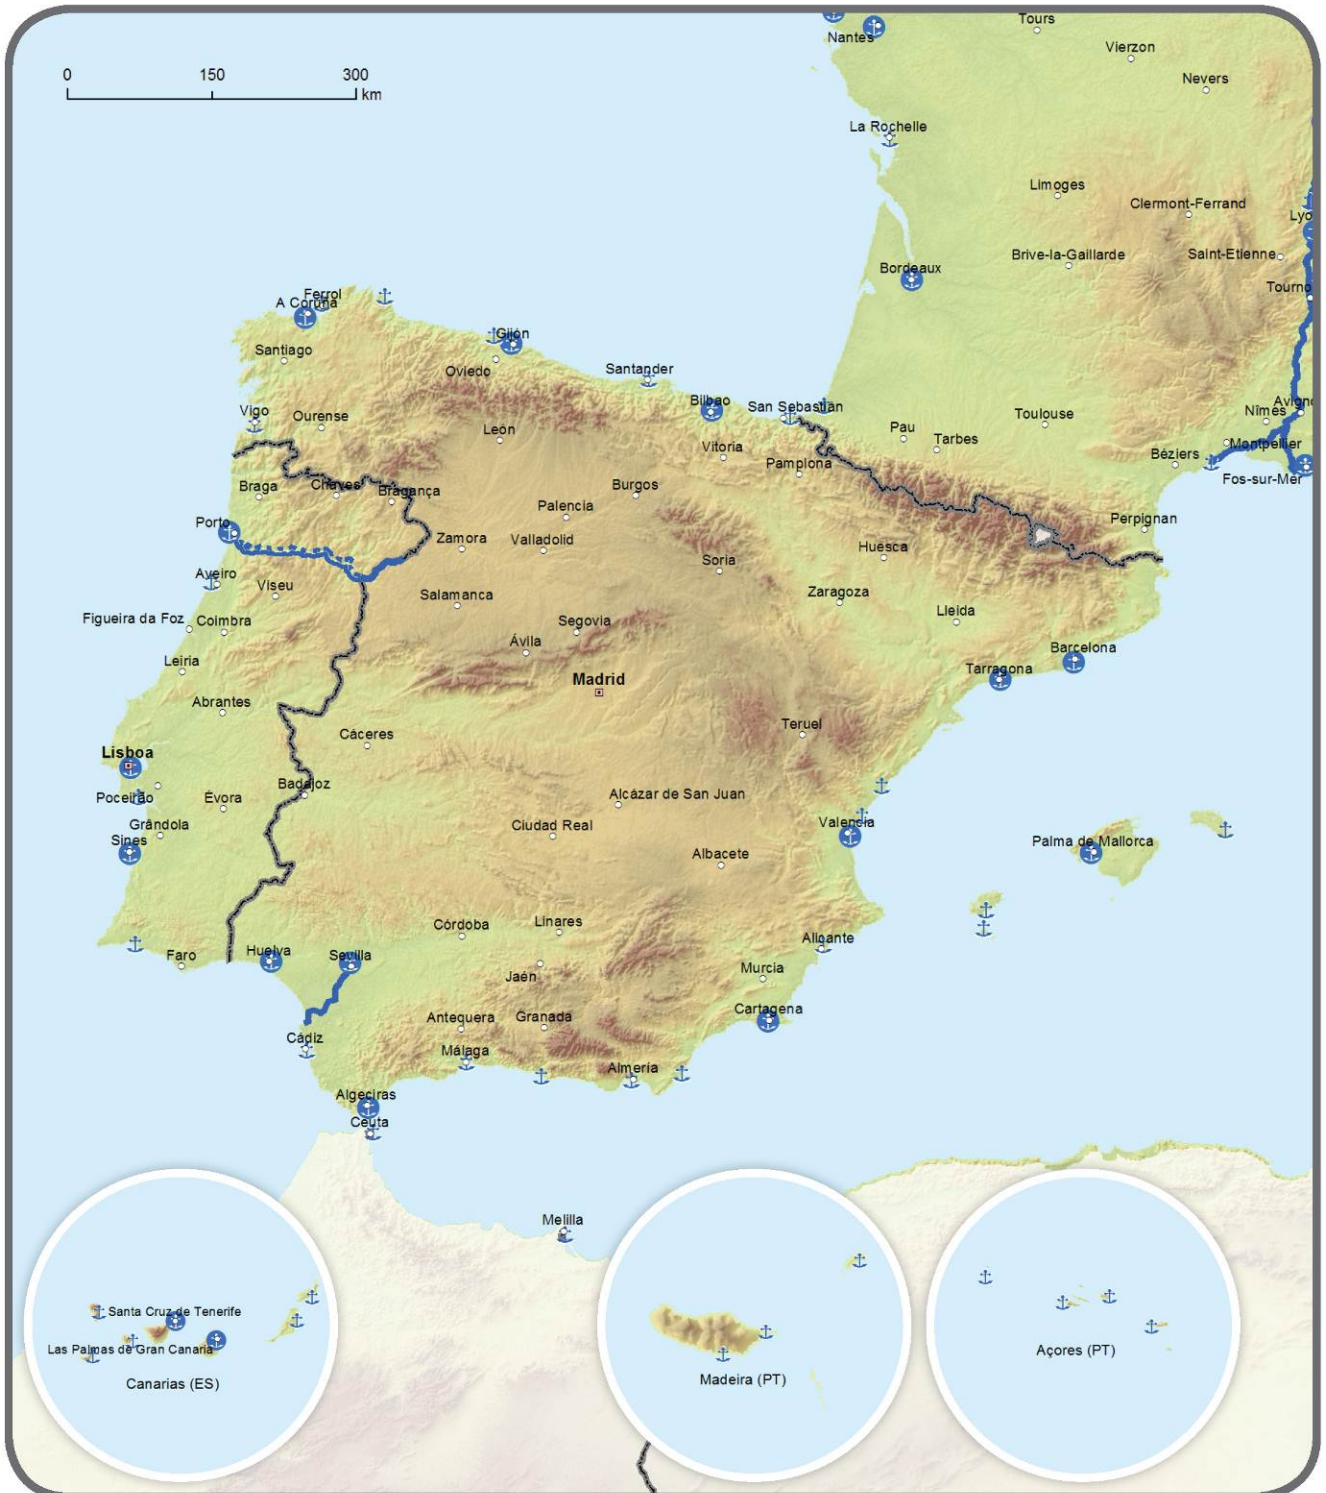 Tours
Nantes
Vierzon
0 150 300
km
Nevers
La Rochelle
Limoges
Clermont-Ferrand
Lyo
Brive-la-Gaillarde
Saint-Etienne
Bordeaux
Tourno
Ferrol
A Coruña
Gijón
Santiago
Oviedo
Santander
Bilbao
San Sebastián
Avigno
Vigo
Ourense
Nîmes
Toulouse
León
Pau
Tarbes
Montpellier
Vitoria
Béziers
Pamplona
Fos-sur-Mer
Braga
Chaves
Bragança
Burgos
Palencia
Perpignan
Porto
Zamora
Valladolid
Huesca
Soria
Aveiro
Viseu
Salamanca
Zaragoza
Lleida
Figueira da Foz
Coimbra
Segovia
Ávila
Barcelona
Leiria
Tarragona
Madrid
Abrantes
Teruel
Cáceres
Lisboa
Badajoz
Poceirão
Évora
Alcázar de San Juan
Grândola
Ciudad Real
Valencia
Sines
Palma de Mallorca
Albacete
Córdoba
Linares
Alicante
Faro
Huelva
Sevilla
Jaén
Murcia
Cartagena
Antequera
Granada
Cádiz
Málaga
Almería
Algeciras
Ceuta
Melilla
Santa Cruz de Tenerife
Las Palmas de Gran Canaria
Canarias (ES)
Madeira (PT)
Açores (PT)